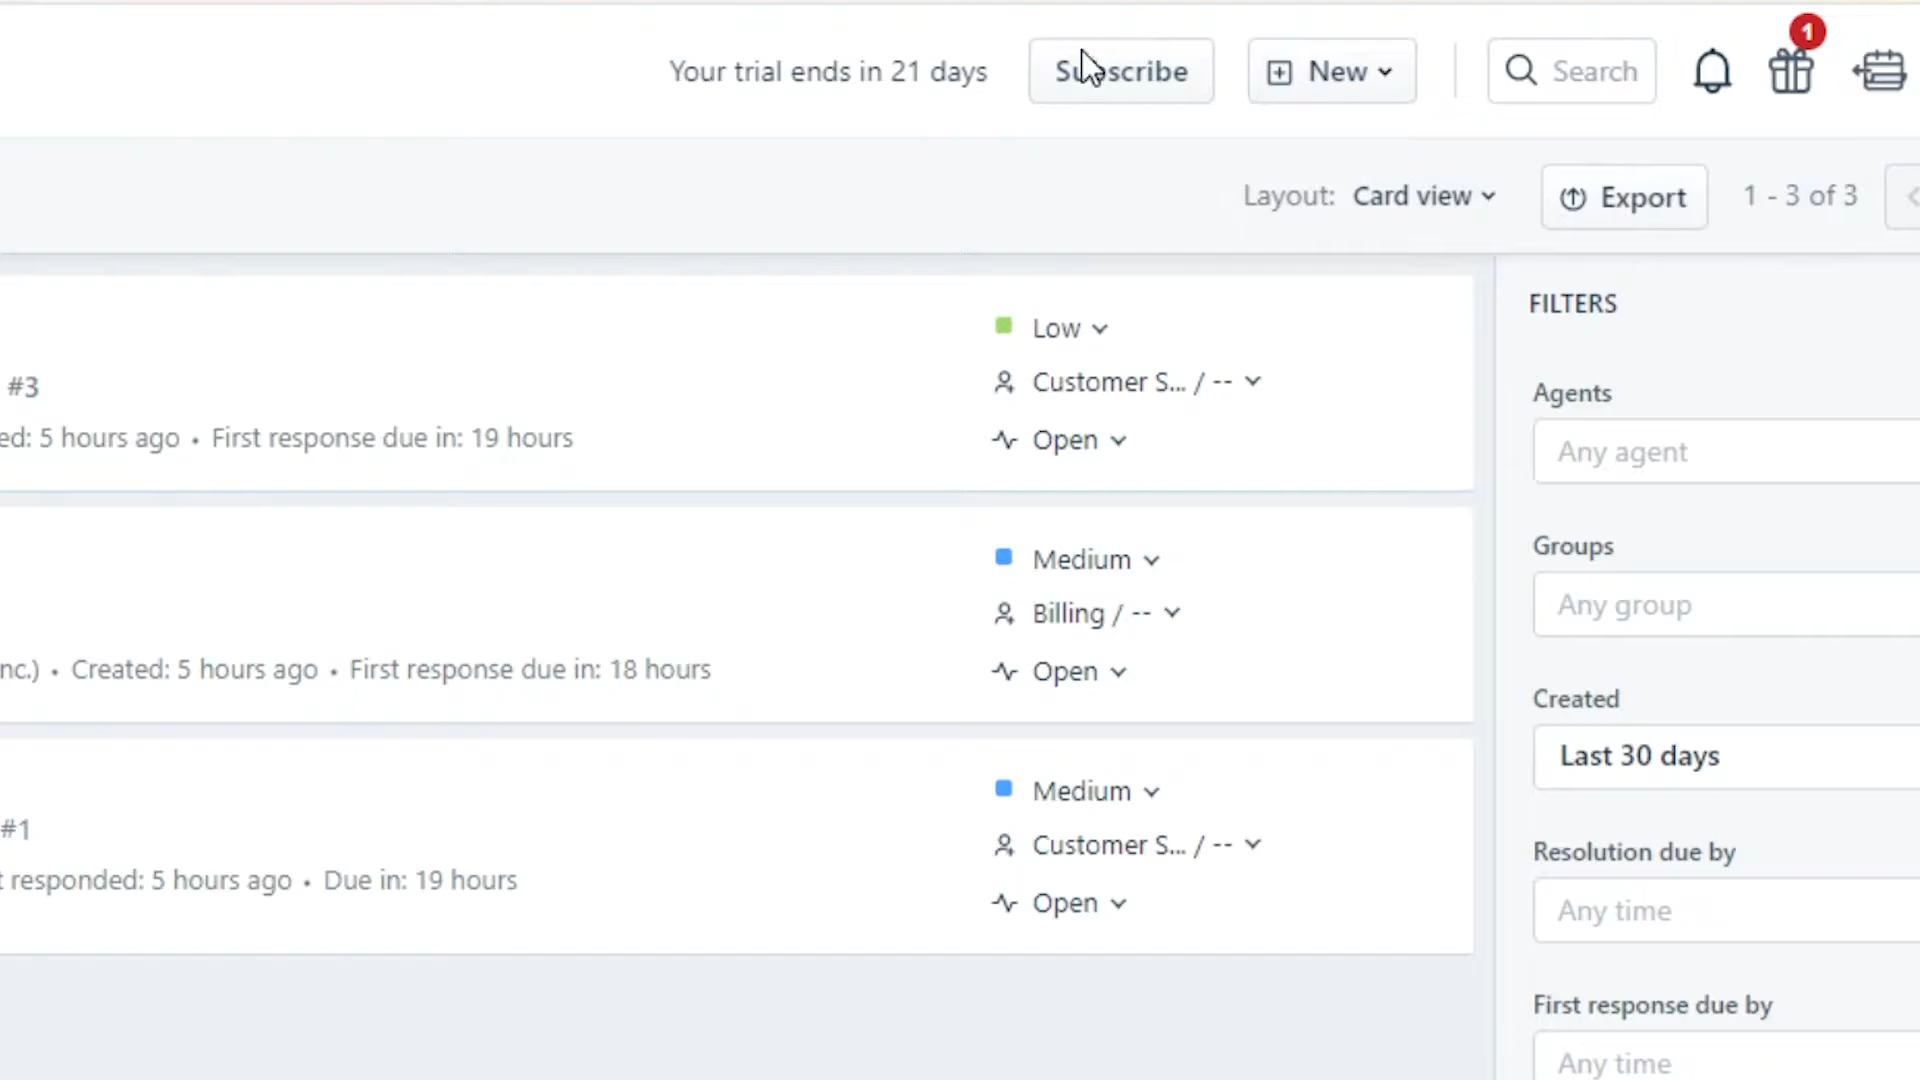 Your trial ends in 21 days Subscribe New Search 1
Layout: Card view Export 1 - 3 of 3
Low
#3
Customer S... / --
ed: 5 hours ago • First response due in: 19 hours
Open
Medium
Billing / --
nc.) • Created: 5 hours ago • First response due in: 18 hours
Open
Medium
#1
Customer S... / --
t responded: 5 hours ago • Due in: 19 hours
Open
FILTERS
Agents
Any agent
Groups
Any group
Created
Last 30 days
Resolution due by
Any time
First response due by
Any time